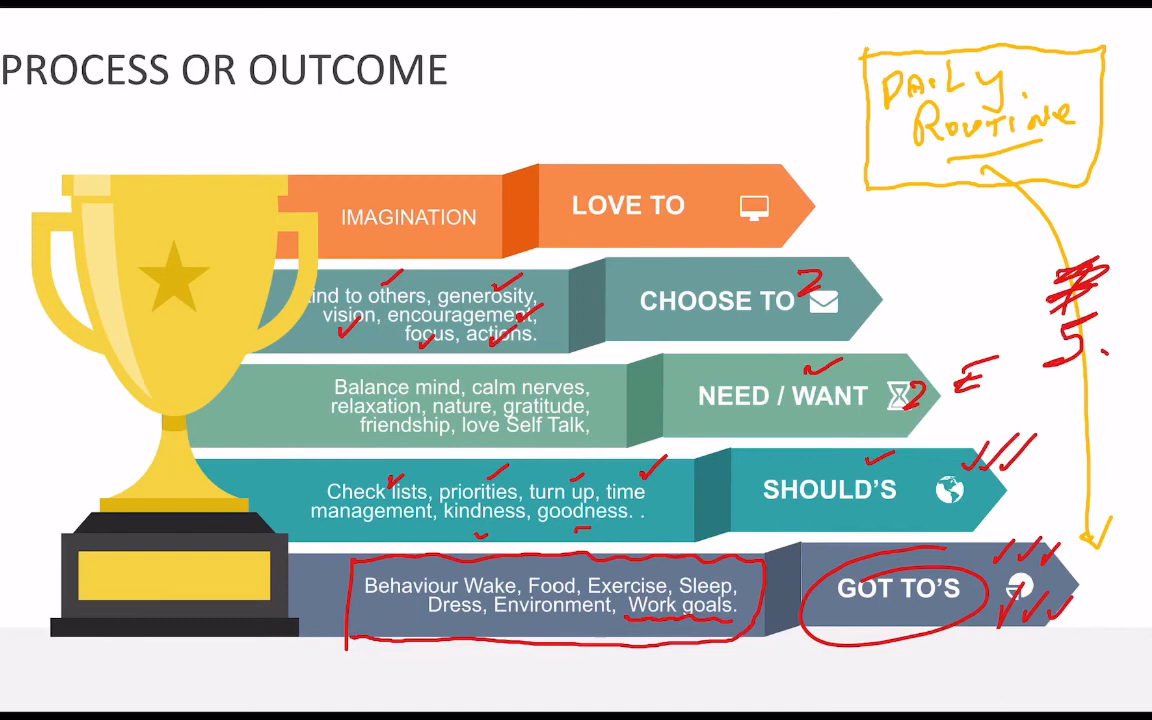 PROCESS OR OUTCOME
DAILY
ROUTINE
IMAGINATION
LOVE TO
kind to others, generosity,
vision, encouragement,
focus, actions.
CHOOSE TO
2
Balance mind, calm nerves,
relaxation, nature, gratitude,
friendship, love Self Talk,
NEED / WANT
2
5.
Check lists, priorities, turn up, time
management, kindness, goodness. .
SHOULD'S
Behaviour Wake, Food, Exercise, Sleep,
Dress, Environment, Work goals.
GOT TO'S